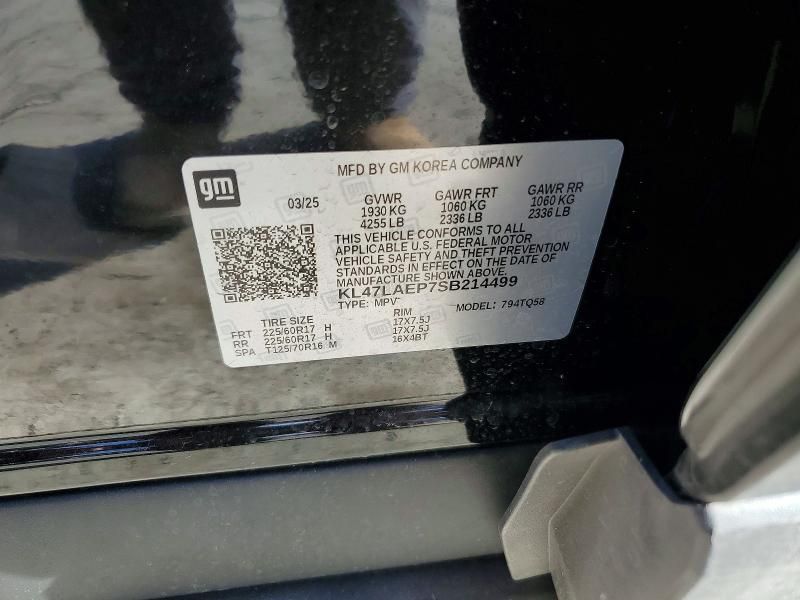 gm
MFD BY GM KOREA COMPANY
03/25 GVWR GAWR FRT GAWR RR
1930 KG 1060 KG 1060 KG
4255 LB 2336 LB 2336 LB
THIS VEHICLE CONFORMS TO ALL
APPLICABLE U.S. FEDERAL MOTOR
VEHICLE SAFETY AND THEFT PREVENTION
STANDARDS IN EFFECT ON THE DATE OF
MANUFACTURE SHOWN ABOVE.
KL47LAEP7SB214499
TYPE: MPV MODEL: 794TQ58
TIRE SIZE RIM
FRT 225/60R17 H 17X7.5J
RR 225/60R17 H 17X7.5J
SPA T125/70R16 M 16X4BT